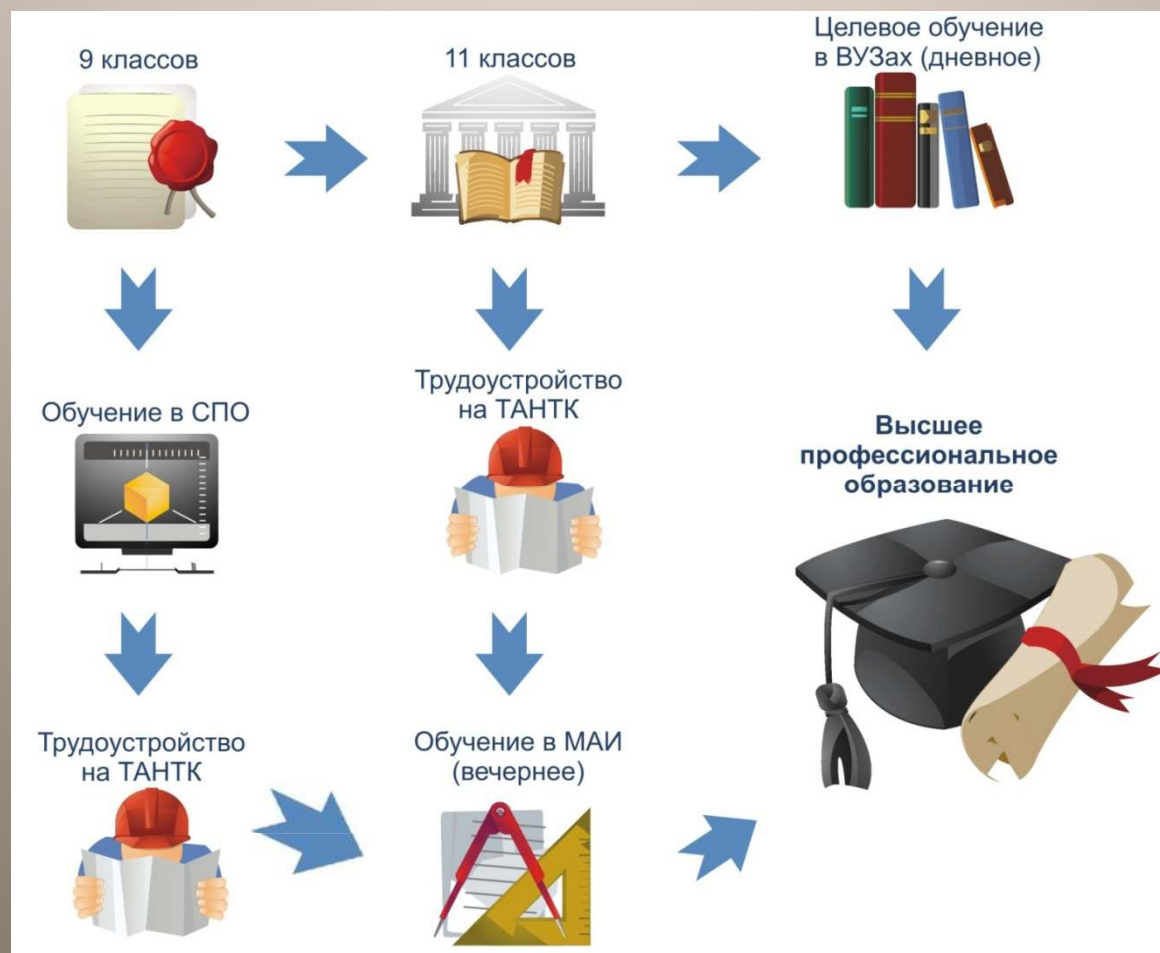 9 классов
11 классов
Целевое обучение
в ВУЗах (дневное)
Обучение в СПО
Трудоустройство
на ТАНТК
Высшее
профессиональное
образование
Трудоустройство
на ТАНТК
Обучение в МАИ
(вечернее)